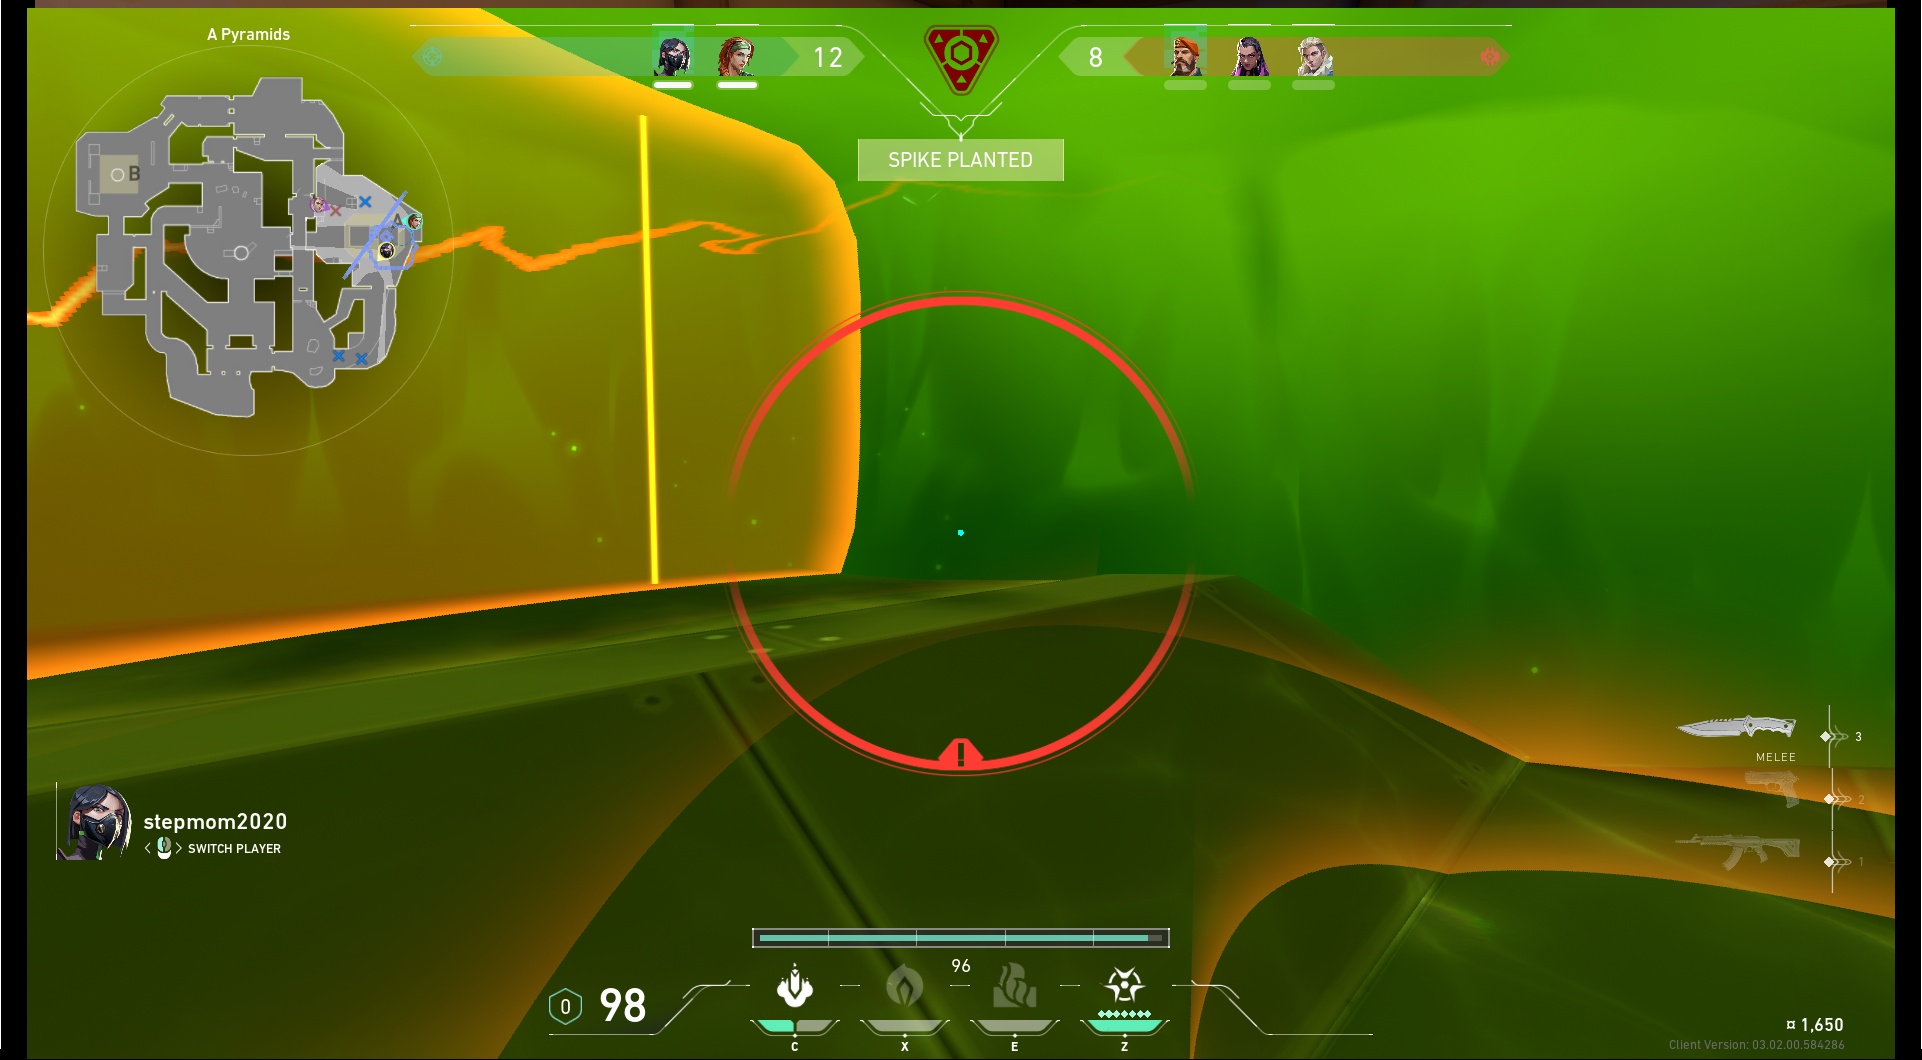 A Pyramids
12
8
SPIKE PLANTED
B
A
3
MELEE
2
stepmom2020
< > SWITCH PLAYER
1
96
0
98
C
X
E
Z
¤ 1,650
Client Version: 03.02.00.584286